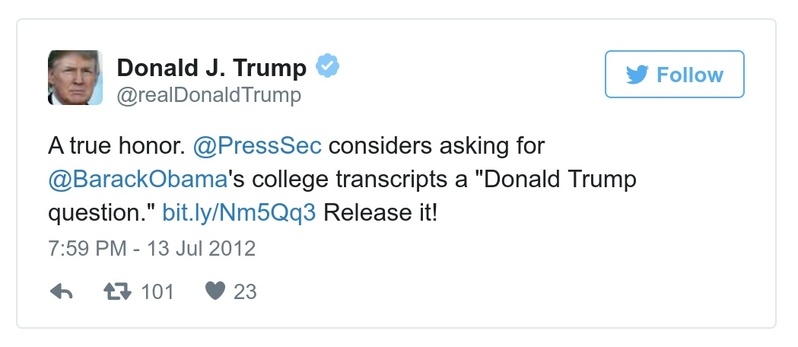 Donald J. Trump
@realDonaldTrump
Follow
A true honor. @PressSec considers asking for
@BarackObama's college transcripts a "Donald Trump
question." bit.ly/Nm5Qq3 Release it!
7:59 PM - 13 Jul 2012
101 23